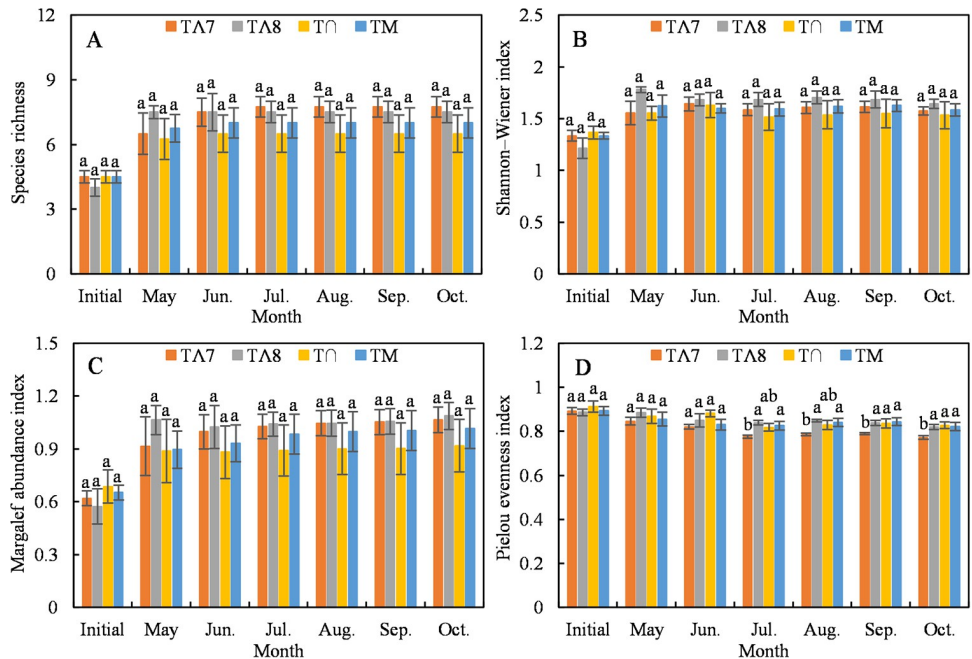 A
TΛ7 TΛ8 T∩ TM
Species richness
12
9
6
3
0
a a a a
a a a a
a a a a
a a a a
a a a a
a a a a
a a a a
Initial May Jun. Jul. Aug. Sep. Oct.
Month
B
TΛ7 TΛ8 T∩ TM
Shannon–Wiener index
2.5
2
1.5
1
0.5
0
a a a a
a a a a
a a a a
a a a a
a a a a
a a a a
a a a a
Initial May Jun. Jul. Aug. Sep. Oct.
Month
C
TΛ7 TΛ8 T∩ TM
Margalef abundance index
1.5
1.2
0.9
0.6
0.3
0
a a a a
a a a a
a a a a
a a a a
a a a a
a a a a
a a a a
Initial May Jun. Jul. Aug. Sep. Oct.
Month
D
TΛ7 TΛ8 T∩ TM
Pielou evenness index
1
0.8
0.6
0.4
0.2
0
a a a a
a a a a
a a a a
b a ab a
b a ab a
b a a a
b a a a
Initial May Jun. Jul. Aug. Sep. Oct.
Month